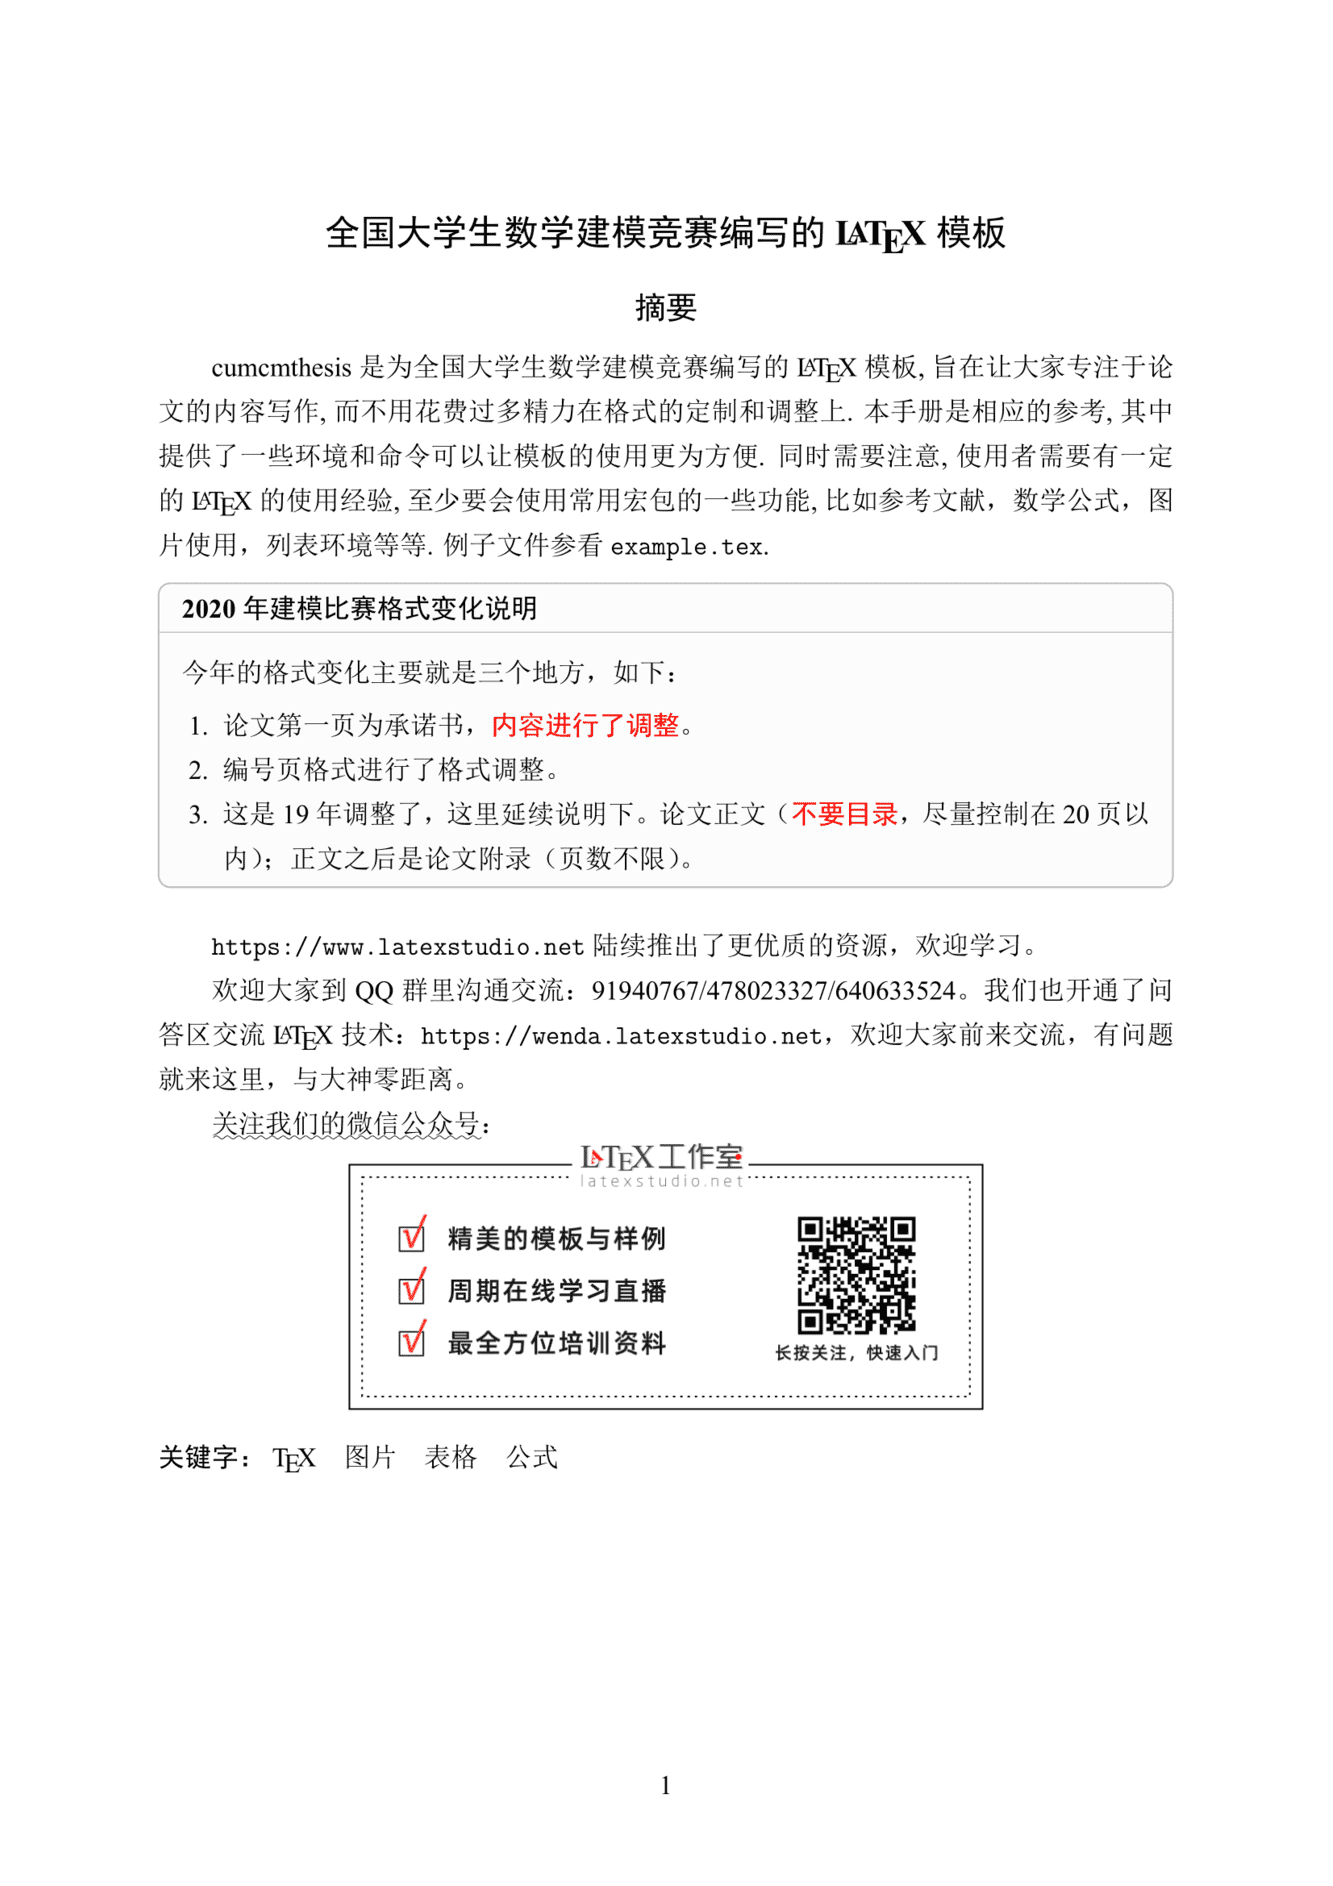 全国大学生数学建模竞赛编写的 LATEX 模板
摘要
cumcmthesis 是为全国大学生数学建模竞赛编写的 LATEX 模板, 旨在让大家专注于论
文的内容写作, 而不用花费过多精力在格式的定制和调整上. 本手册是相应的参考, 其中
提供了一些环境和命令可以让模板的使用更为方便. 同时需要注意, 使用者需要有一定
的 LATEX 的使用经验, 至少要会使用常用宏包的一些功能, 比如参考文献，数学公式，图
片使用，列表环境等等. 例子文件参看 example.tex.
2020 年建模比赛格式变化说明
今年的格式变化主要就是三个地方，如下：
1. 论文第一页为承诺书，内容进行了调整。
2. 编号页格式进行了格式调整。
3. 这是 19 年调整了，这里延续说明下。论文正文（不要目录，尽量控制在 20 页以
内）；正文之后是论文附录（页数不限）。
https://www.latexstudio.net 陆续推出了更优质的资源，欢迎学习。
欢迎大家到 QQ 群里沟通交流：91940767/478023327/640633524。我们也开通了问
答区交流 LATEX 技术：https://wenda.latexstudio.net，欢迎大家前来交流，有问题
就来这里，与大神零距离。
关注我们的微信公众号：
LATEX工作室
latexstudio.net
精美的模板与样例
周期在线学习直播
最全方位培训资料
长按关注，快速入门
关键字： TEX 图片 表格 公式
1